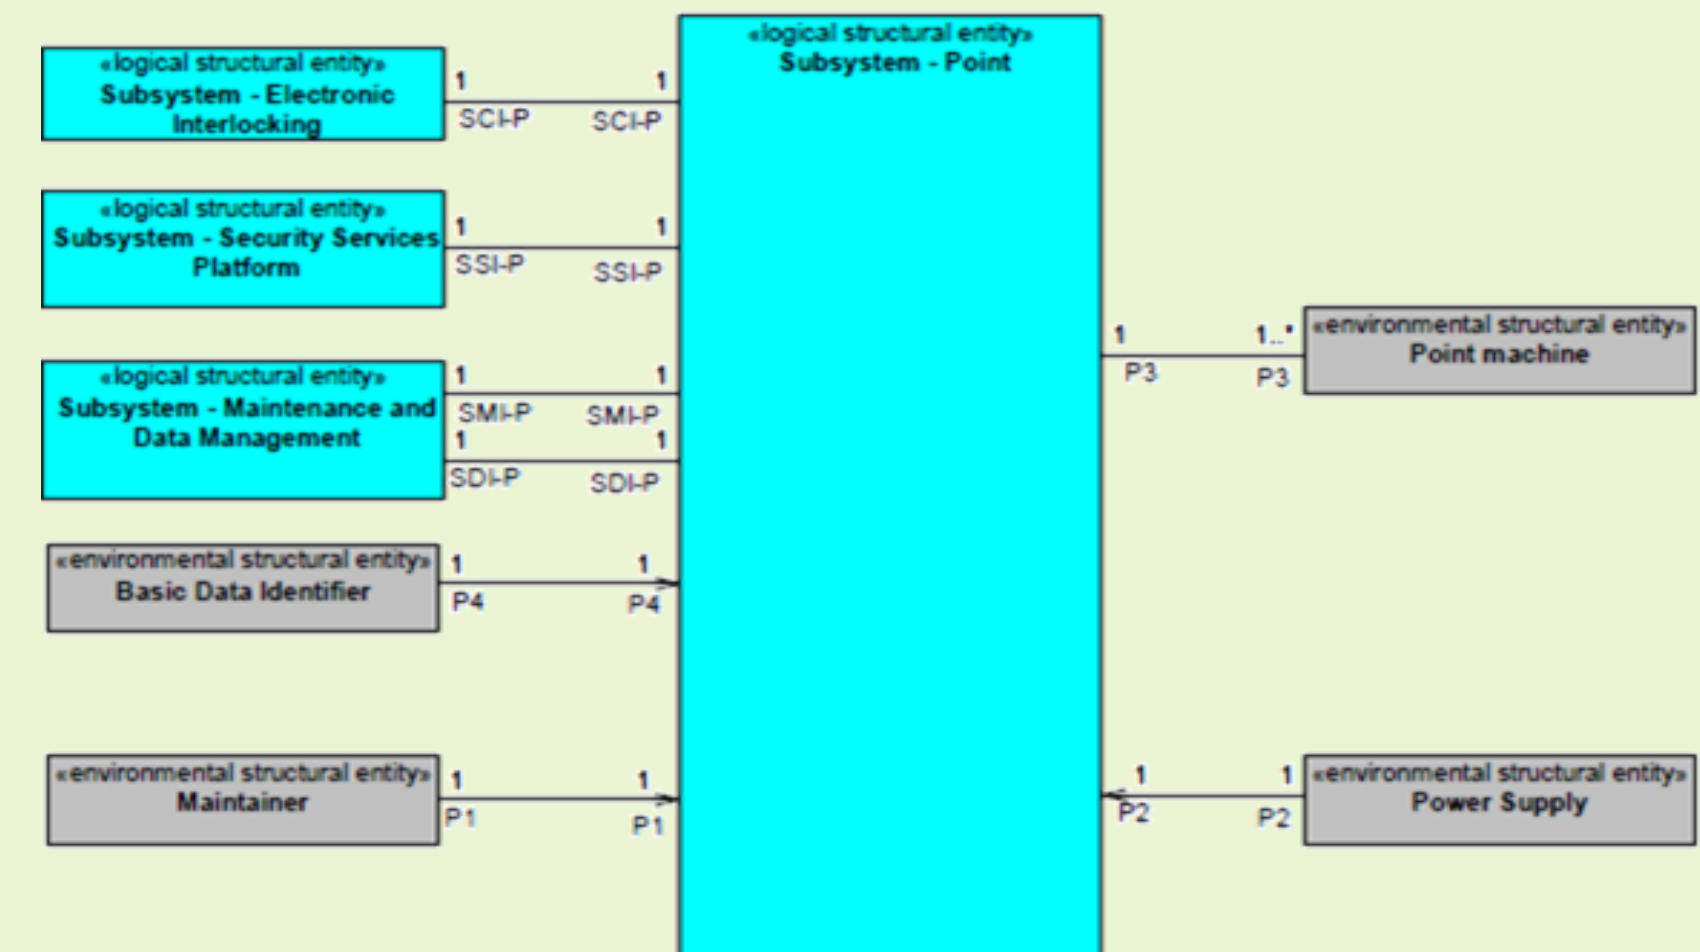 «logical structural entity»
Subsystem - Point
«logical structural entity»
Subsystem - Electronic
Interlocking
1
1
SCI-P
SCI-P
«logical structural entity»
Subsystem - Security Services
Platform
1
1
SSI-P
SSI-P
«logical structural entity»
Subsystem - Maintenance and
Data Management
1
1
SMI-P
SMI-P
1
1
SDI-P
SDI-P
«environmental structural entity»
Basic Data Identifier
1
1
P4
P4
«environmental structural entity»
Maintainer
1
1
P1
P1
1
1..*
P3
P3
«environmental structural entity»
Point machine
1
1
P2
P2
«environmental structural entity»
Power Supply